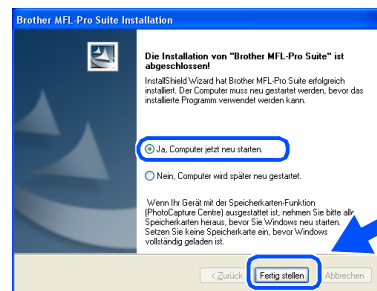 Brother MFL-Pro Suite Installation
Die Installation von "Brother MFL-Pro Suite" ist
abgeschlossen!
InstallShield Wizard hat Brother MFL-Pro Suite erfolgreich
installiert. Der Computer muss neu gestartet werden, bevor das
installierte Programm verwendet werden kann.
Ja, Computer jetzt neu starten.
Nein, Computer wird später neu gestartet.
Wenn Ihr Gerät mit der Speicherkarten-Funktion
(PhotoCapture Centre) ausgestattet ist, nehmen Sie bitte alle
Speicherkarten heraus, bevor Sie Windows neu starten.
Setzen Sie keine Speicherkarte ein, bevor Windows
vollständig geladen ist.
< Zurück Fertig stellen Abbrechen